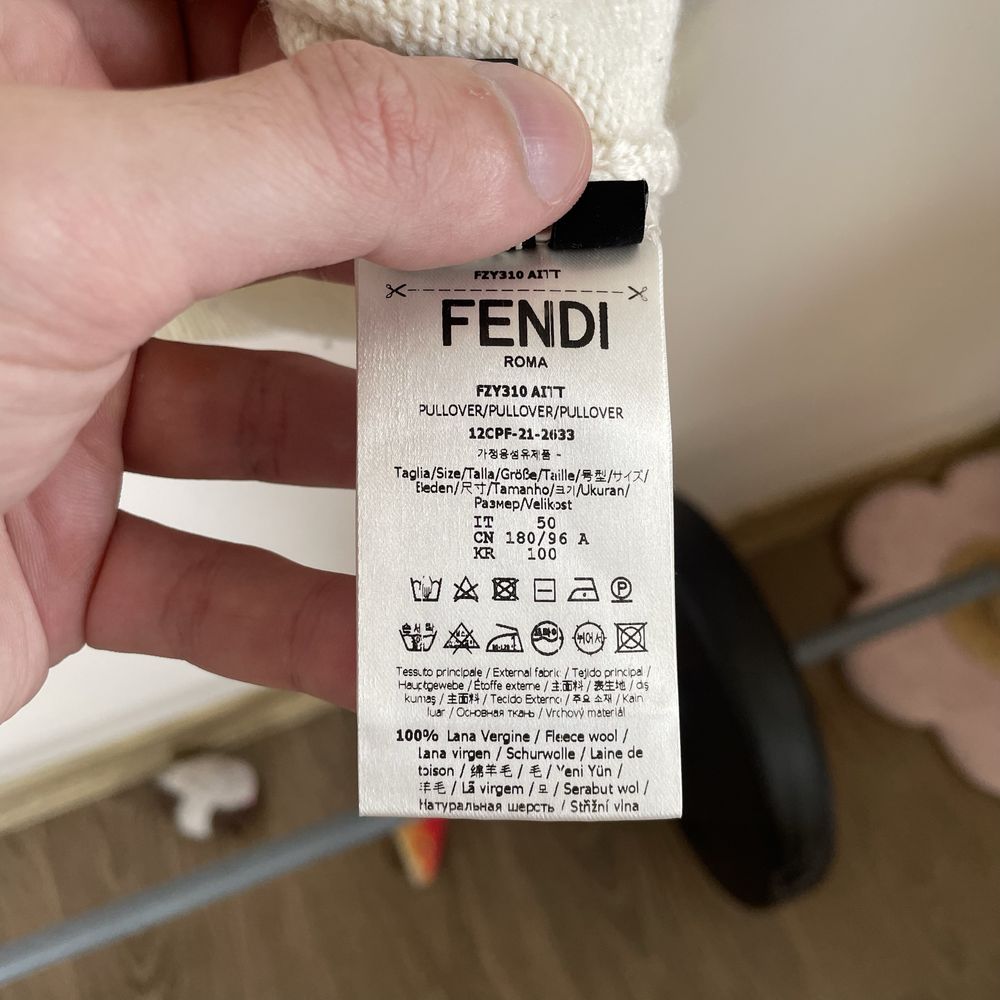 FZY310 AITT
FENDI
ROMA
FZY310 AITT
PULLOVER/PULLOVER/PULLOVER
12CPF-21-2633
가정용섬유제품 -
Taglia/Size/Talla/Größe/Taille/号型/サイズ/
Beden/尺寸/Tamanho/크기/Ukuran/
Размер/Velikost
IT 50
CN 180/96 A
KR 100
P
Tessuto principale / External fabric / Tejido principal /
Hauptgewebe / Étoffe externe / 主面料 / 表生地 / dış
kumaş / 主面料 / Tecido Externo / 주요 소재 / Kain
luar / Основная ткань / Vrchový materiál
100% Lana Vergine / Fleece wool /
Lana virgen / Schurwolle / Laine de
toison / 绵羊毛 / 毛 / Yeni Yün /
羊毛 / Lã virgem / 모 / Serabut wol /
Натуральная шерсть / Střížní vlna